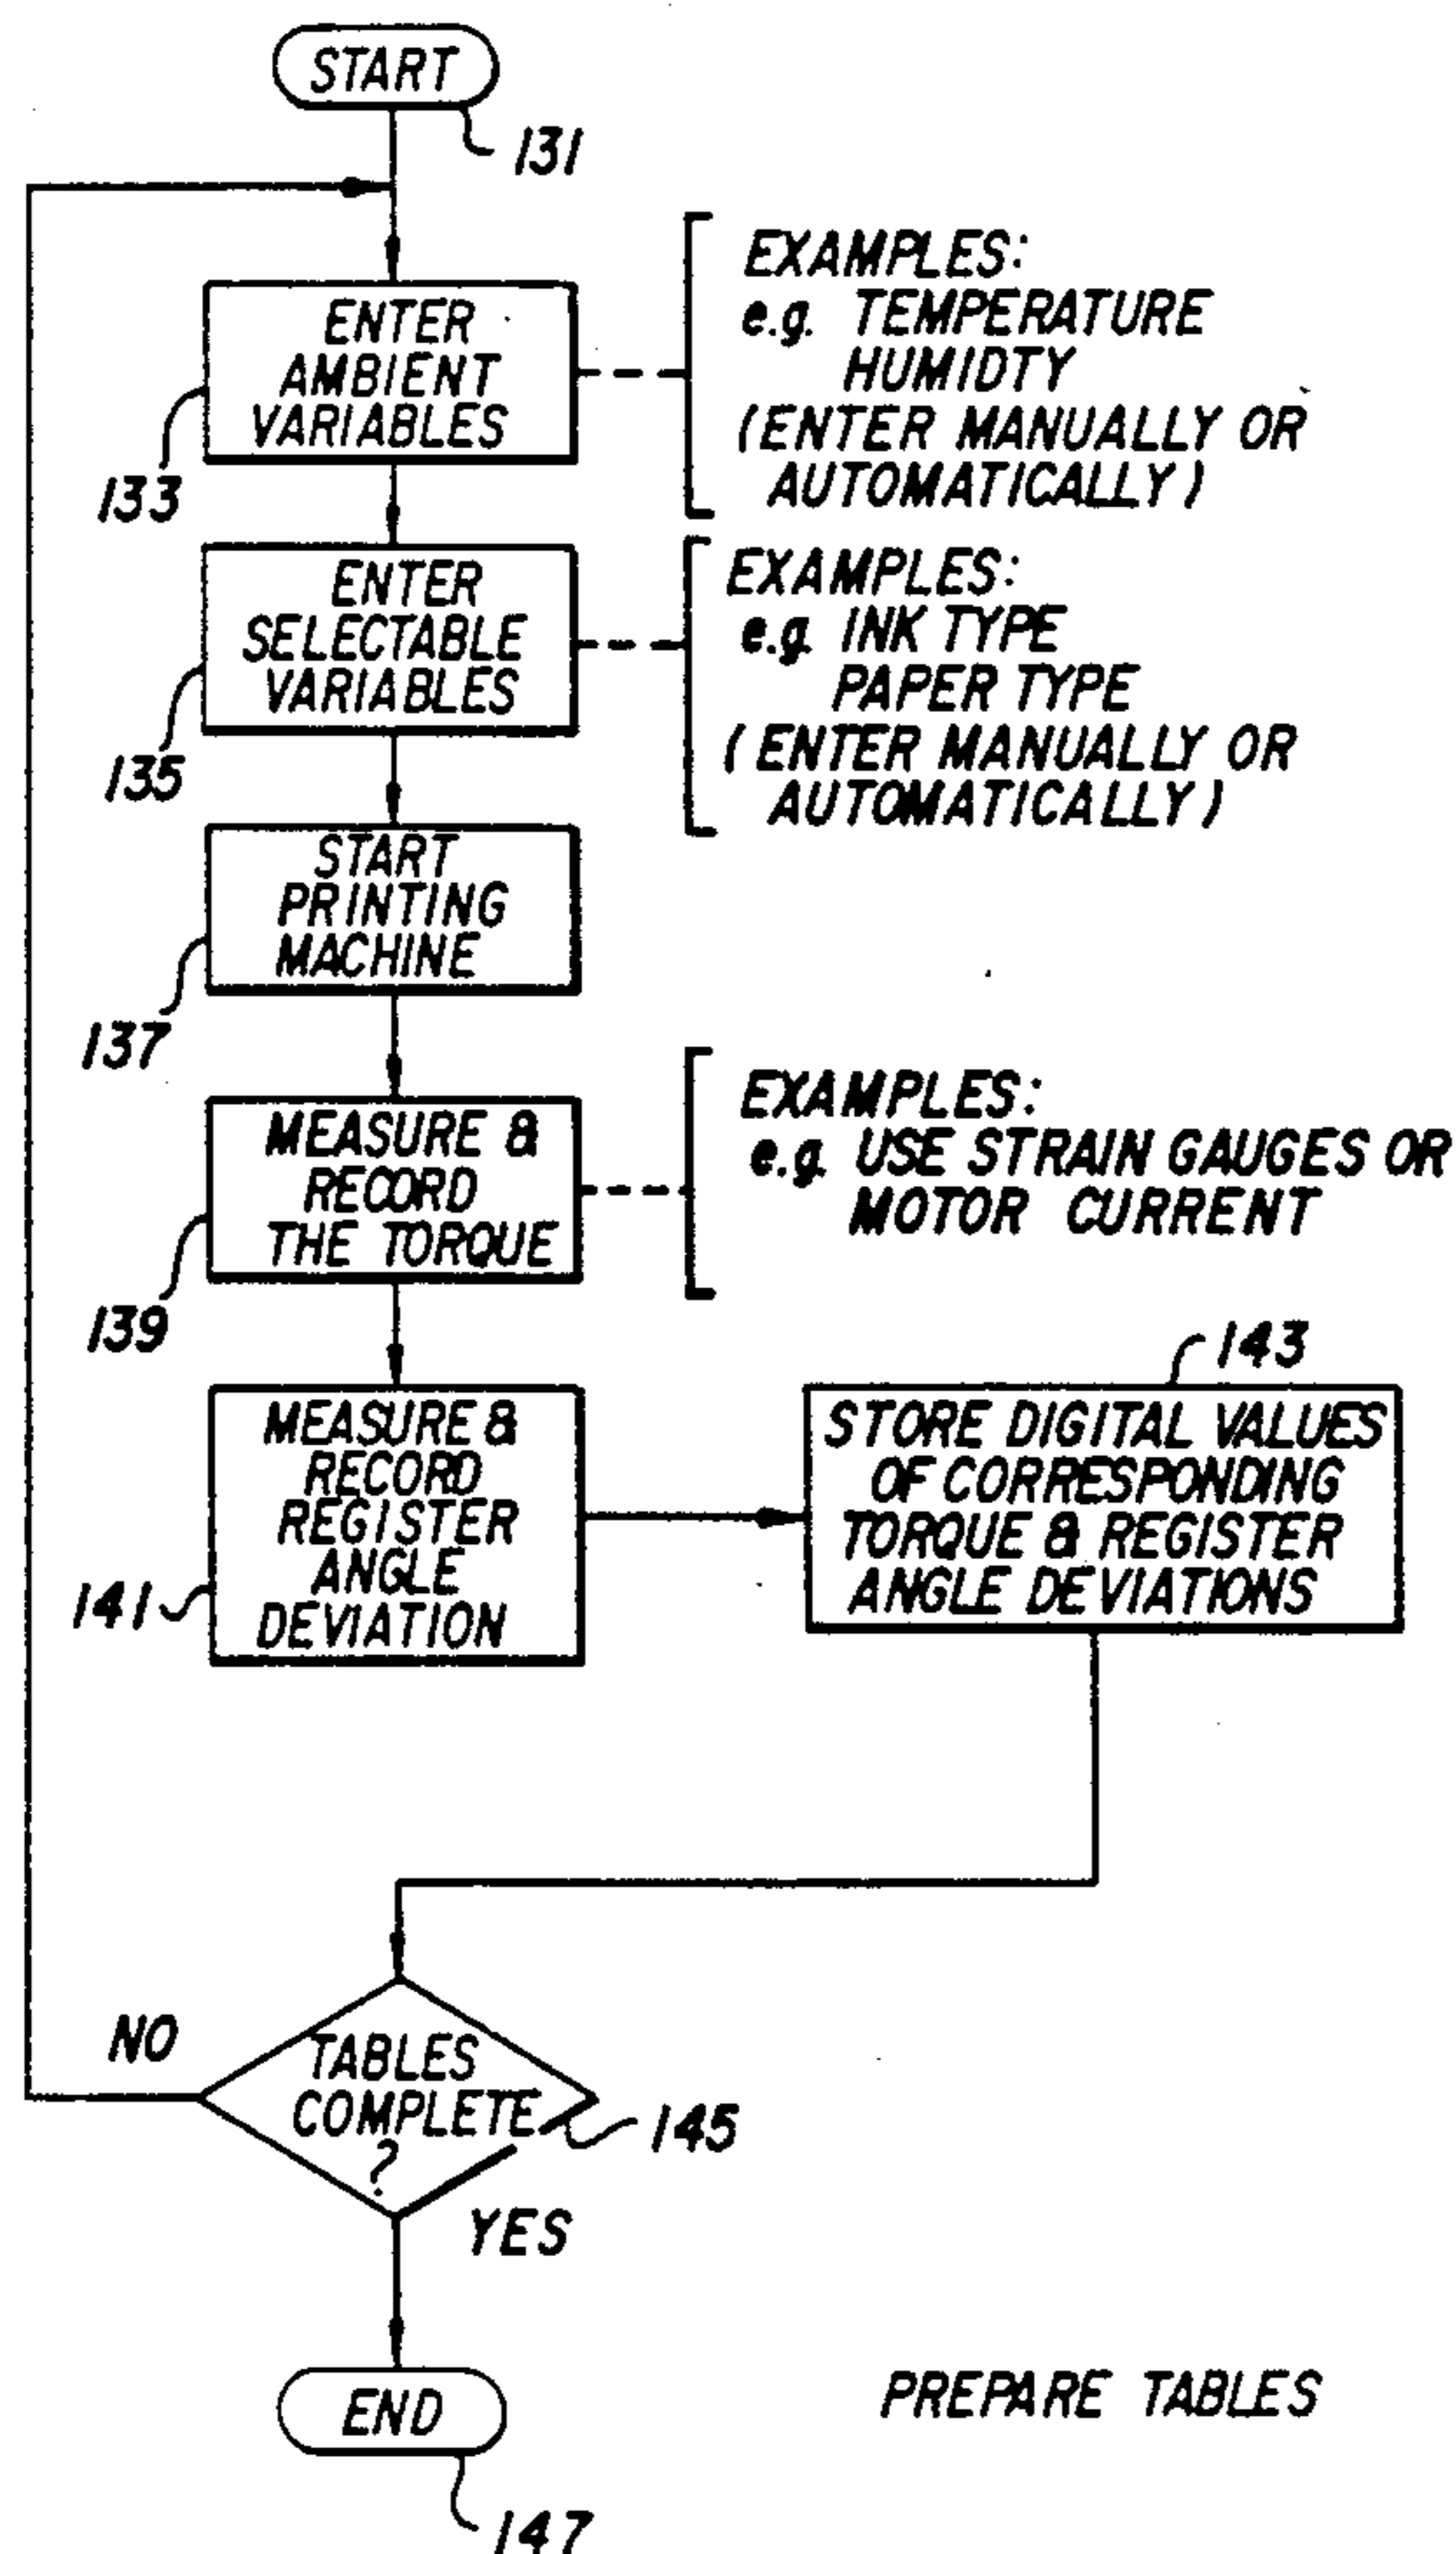 START
131
ENTER
AMBIENT
VARIABLES
133
EXAMPLES:
e.g. TEMPERATURE
HUMIDTY
(ENTER MANUALLY OR
AUTOMATICALLY)
ENTER
SELECTABLE
VARIABLES
135
EXAMPLES:
e.g. INK TYPE
PAPER TYPE
(ENTER MANUALLY OR
AUTOMATICALLY)
START
PRINTING
MACHINE
137
MEASURE &
RECORD
THE TORQUE
139
EXAMPLES:
e.g. USE STRAIN GAUGES OR
MOTOR CURRENT
MEASURE &
RECORD
REGISTER
ANGLE
DEVIATION
141
143
STORE DIGITAL VALUES
OF CORRESPONDING
TORQUE & REGISTER
ANGLE DEVIATIONS
NO
TABLES
COMPLETE
?
145
YES
END
147
PREPARE TABLES